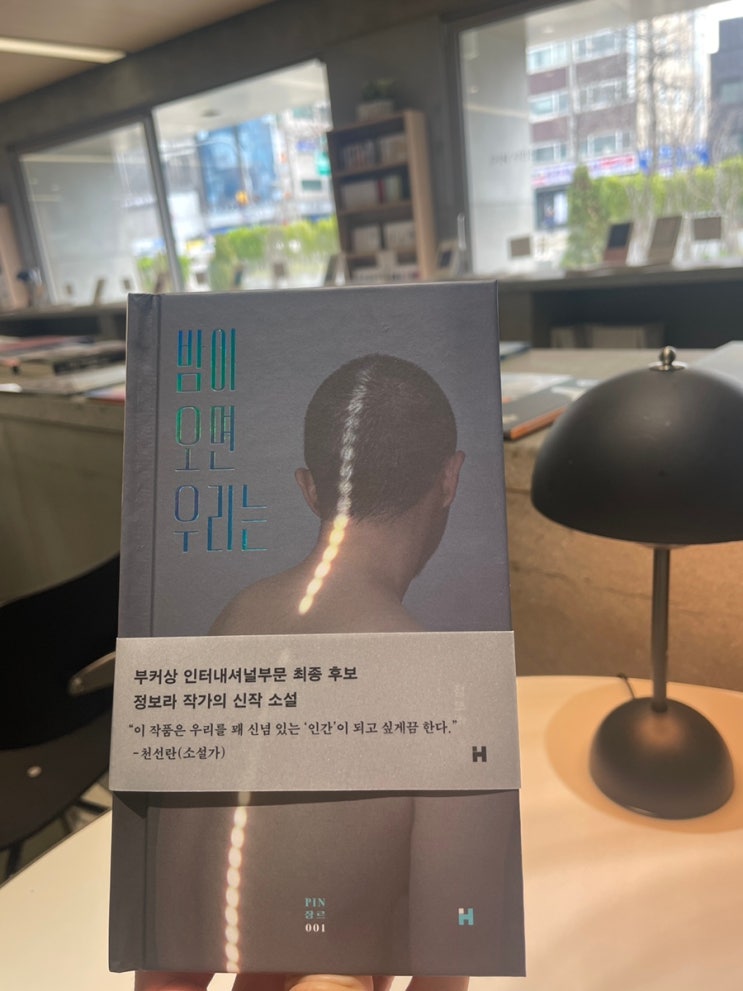 밤이
오면
우리는
부커상 인터내셔널부문 최종 후보
정보라 작가의 신작 소설
“이 작품은 우리를 꽤 신념 있는 ‘인간’이 되고 싶게끔 한다.”
-천선란(소설가)
H
PIN
장르
001
H